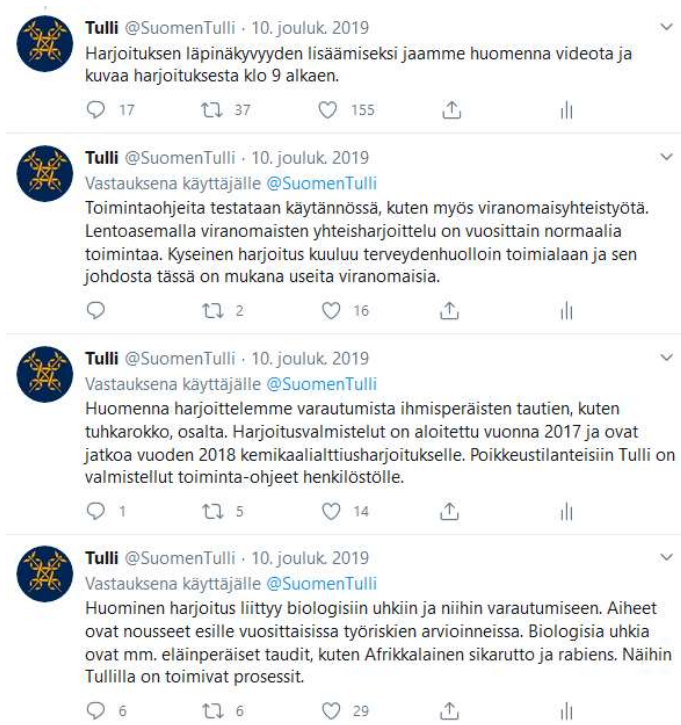 Tulli @SuomenTulli · 10. jouluk. 2019
Harjoituksen läpinäkyvyyden lisäämiseksi jaamme huomenna videota ja
kuvaa harjoituksesta klo 9 alkaen.
17 37 155
Tulli @SuomenTulli · 10. jouluk. 2019
Vastauksena käyttäjälle @SuomenTulli
Toimintaohjeita testataan käytännössä, kuten myös viranomaisyhteistyötä.
Lentoasemalla viranomaisten yhteisharjoittelu on vuosittain normaalia
toimintaa. Kyseinen harjoitus kuuluu terveydenhuolloin toimialaan ja sen
johdosta tässä on mukana useita viranomaisia.
2 16
Tulli @SuomenTulli · 10. jouluk. 2019
Vastauksena käyttäjälle @SuomenTulli
Huomenna harjoittelemme varautumista ihmisperäisten tautien, kuten
tuhkarokko, osalta. Harjoitusvalmistelut on aloitettu vuonna 2017 ja ovat
jatkoa vuoden 2018 kemikaalialttiusharjoitukselle. Poikkeustilanteisiin Tulli on
valmistellut toiminta-ohjeet henkilöstölle.
1 5 14
Tulli @SuomenTulli · 10. jouluk. 2019
Vastauksena käyttäjälle @SuomenTulli
Huominen harjoitus liittyy biologisiin uhkiin ja niihin varautumiseen. Aiheet
ovat nousseet esille vuosittaisissa työriskien arvioinneissa. Biologisia uhkia
ovat mm. eläinperäiset taudit, kuten Afrikkalainen sikarutto ja rabiens. Näihin
Tullilla on toimivat prosessit.
6 6 29